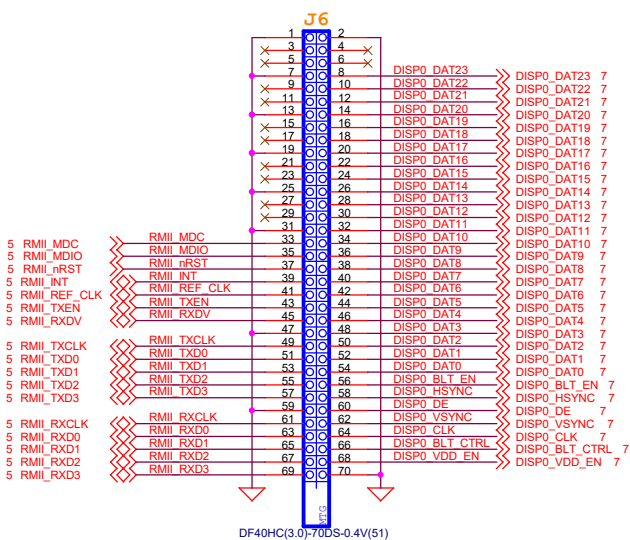 J6
1 2
3 4
5 6
7 8 DISP0_DAT23 DISP0_DAT23 7
9 10 DISP0_DAT22 DISP0_DAT22 7
11 12 DISP0_DAT21 DISP0_DAT21 7
13 14 DISP0_DAT20 DISP0_DAT20 7
15 16 DISP0_DAT19 DISP0_DAT19 7
17 18 DISP0_DAT18 DISP0_DAT18 7
19 20 DISP0_DAT17 DISP0_DAT17 7
21 22 DISP0_DAT16 DISP0_DAT16 7
23 24 DISP0_DAT15 DISP0_DAT15 7
25 26 DISP0_DAT14 DISP0_DAT14 7
27 28 DISP0_DAT13 DISP0_DAT13 7
29 30 DISP0_DAT12 DISP0_DAT12 7
31 32 DISP0_DAT11 DISP0_DAT11 7
5 RMII_MDC RMII_MDC 33 34 DISP0_DAT10 DISP0_DAT10 7
5 RMII_MDIO RMII_MDIO 35 36 DISP0_DAT9 DISP0_DAT9 7
5 RMII_nRST RMII_nRST 37 38 DISP0_DAT8 DISP0_DAT8 7
5 RMII_INT RMII_INT 39 40 DISP0_DAT7 DISP0_DAT7 7
5 RMII_REF_CLK RMII_REF_CLK 41 42 DISP0_DAT6 DISP0_DAT6 7
5 RMII_TXEN RMII_TXEN 43 44 DISP0_DAT5 DISP0_DAT5 7
5 RMII_RXDV RMII_RXDV 45 46 DISP0_DAT4 DISP0_DAT4 7
47 48 DISP0_DAT3 DISP0_DAT3 7
5 RMII_TXCLK RMII_TXCLK 49 50 DISP0_DAT2 DISP0_DAT2 7
5 RMII_TXD0 RMII_TXD0 51 52 DISP0_DAT1 DISP0_DAT1 7
5 RMII_TXD1 RMII_TXD1 53 54 DISP0_DAT0 DISP0_DAT0 7
5 RMII_TXD2 RMII_TXD2 55 56 DISP0_BLT_EN DISP0_BLT_EN 7
5 RMII_TXD3 RMII_TXD3 57 58 DISP0_HSYNC DISP0_HSYNC 7
59 60 DISP0_DE DISP0_DE 7
5 RMII_RXCLK RMII_RXCLK 61 62 DISP0_VSYNC DISP0_VSYNC 7
5 RMII_RXD0 RMII_RXD0 63 64 DISP0_CLK DISP0_CLK 7
5 RMII_RXD1 RMII_RXD1 65 66 DISP0_BLT_CTRL DISP0_BLT_CTRL 7
5 RMII_RXD2 RMII_RXD2 67 68 DISP0_VDD_EN DISP0_VDD_EN 7
5 RMII_RXD3 RMII_RXD3 69 70
MTG
DF40HC(3.0)-70DS-0.4V(51)